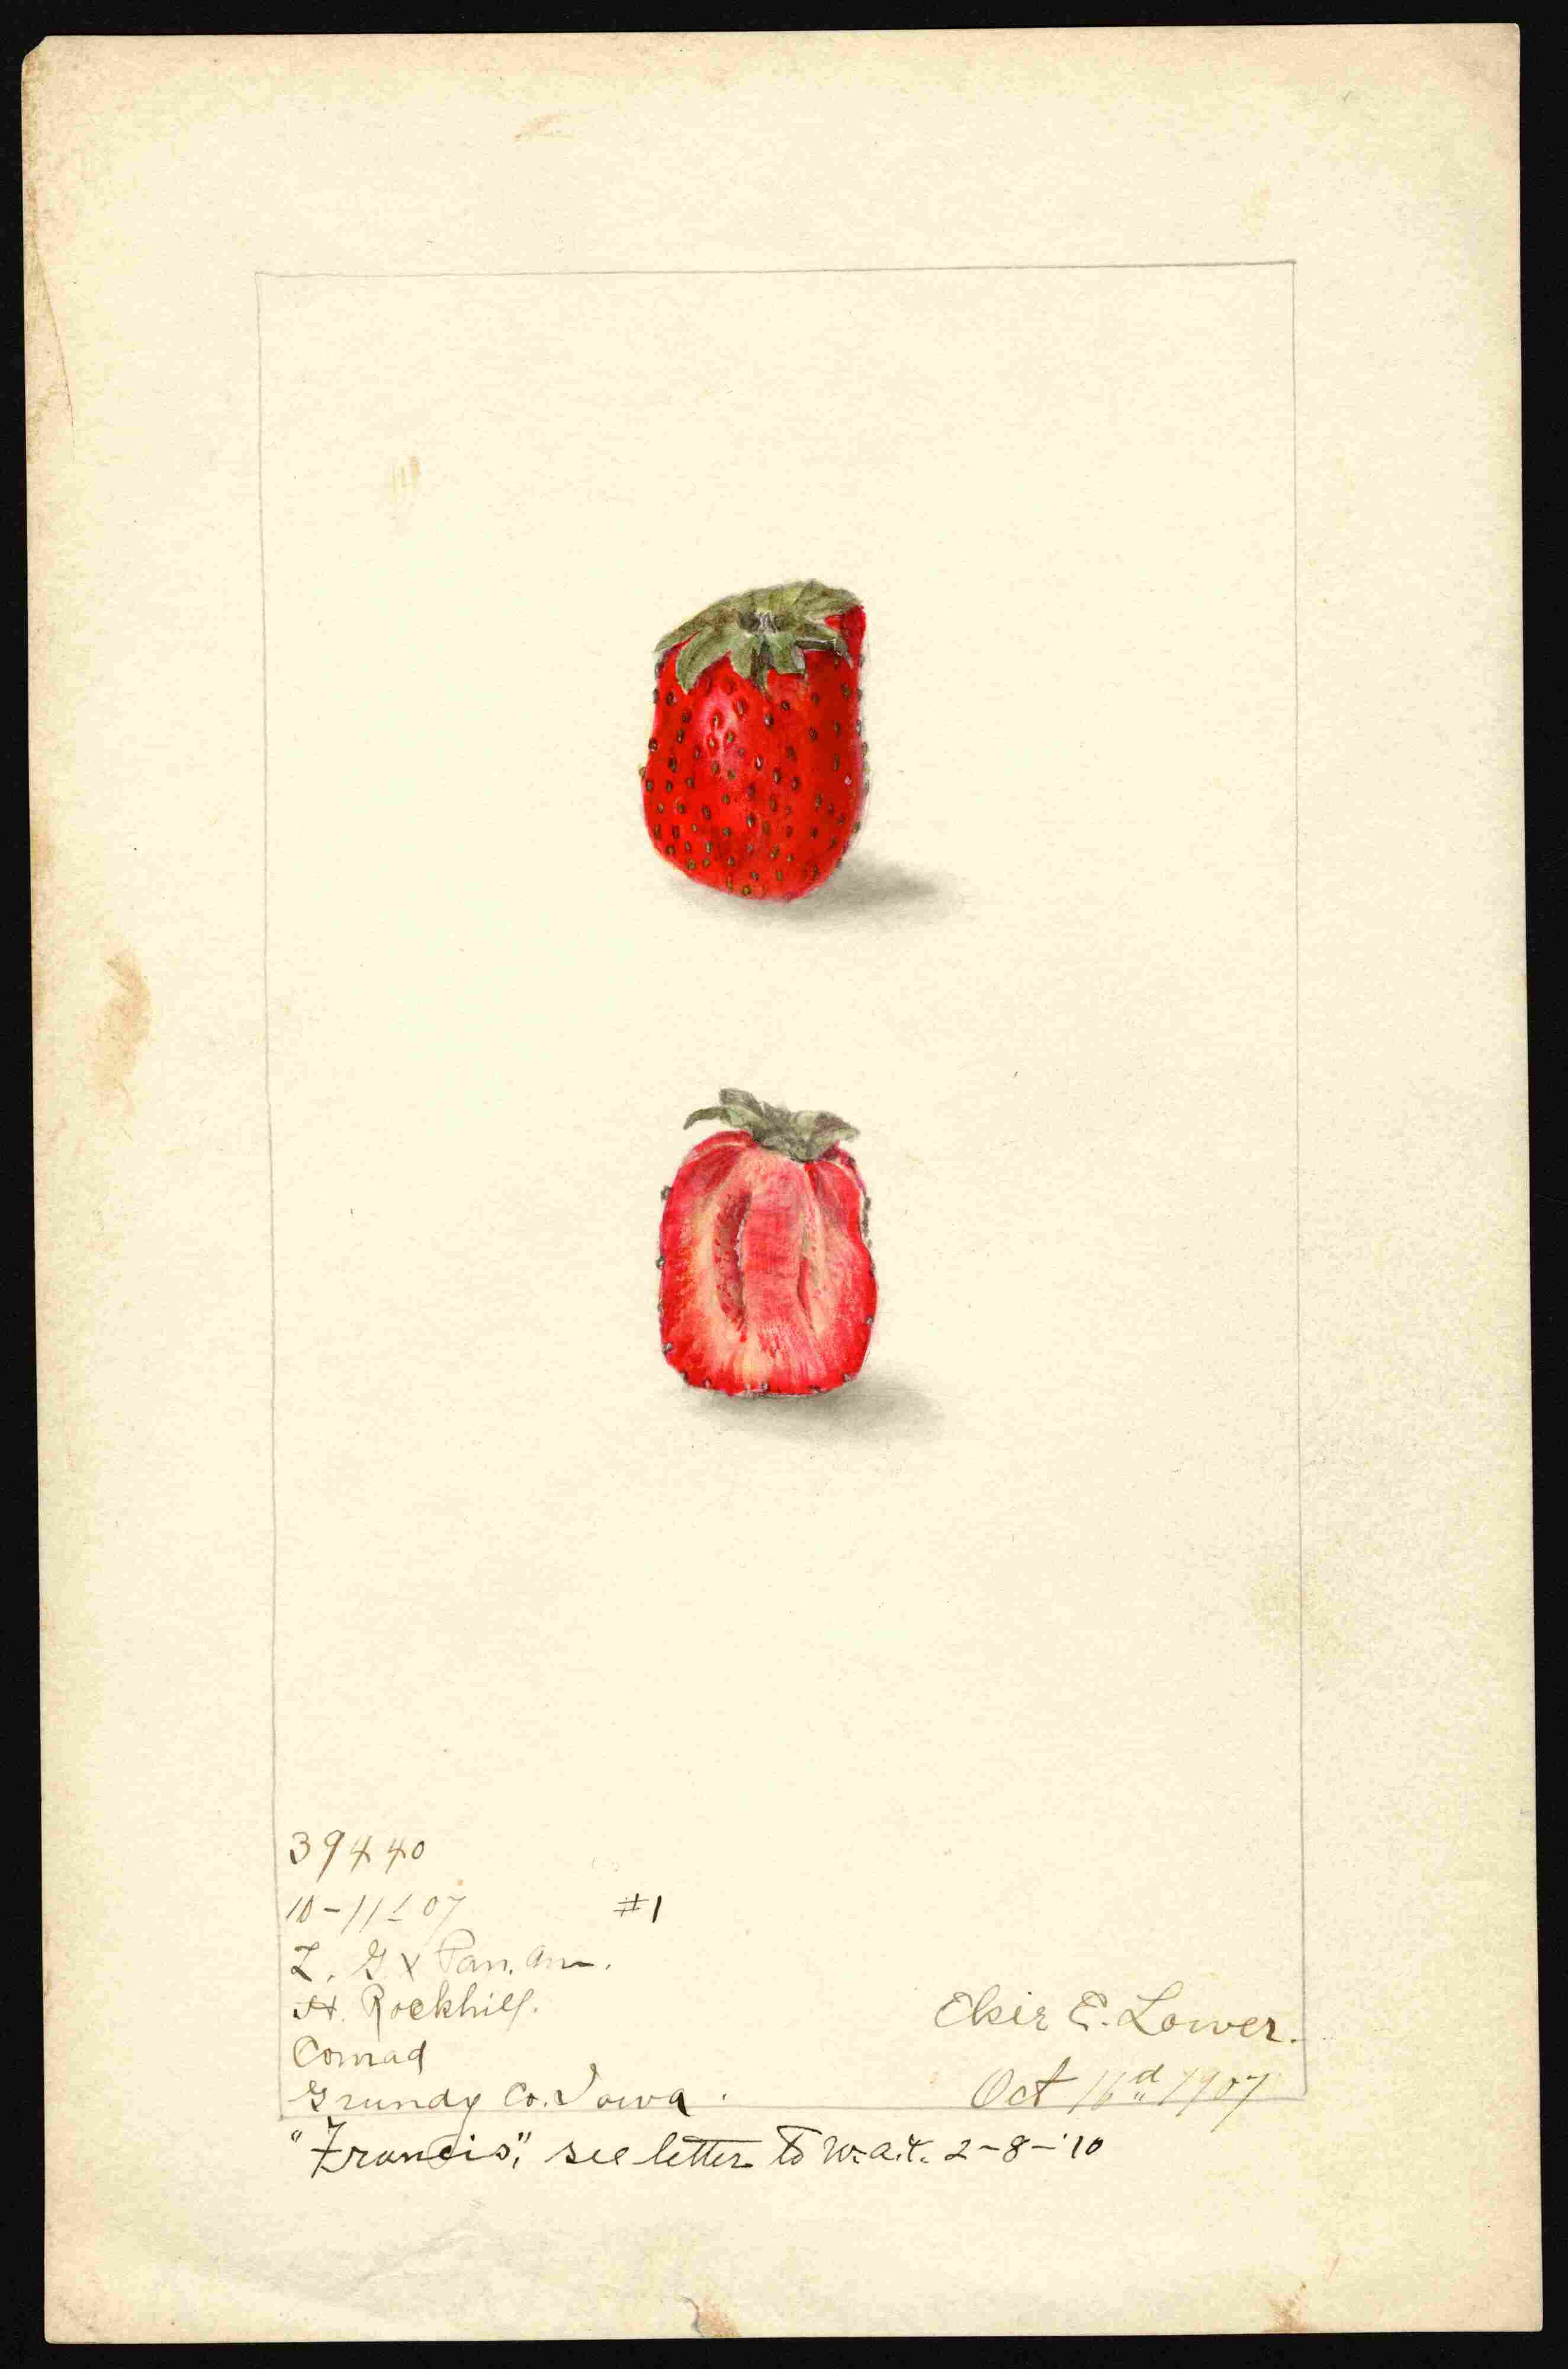 39440
10-11-07 #1
L. G x Pan. Am.
H. Rockhill.
Conrad
Grundy Co. Iowa.
Elsie E. Lower.
Oct 16 1907
"Francis", see letter to W.A.T. 2-8-'10